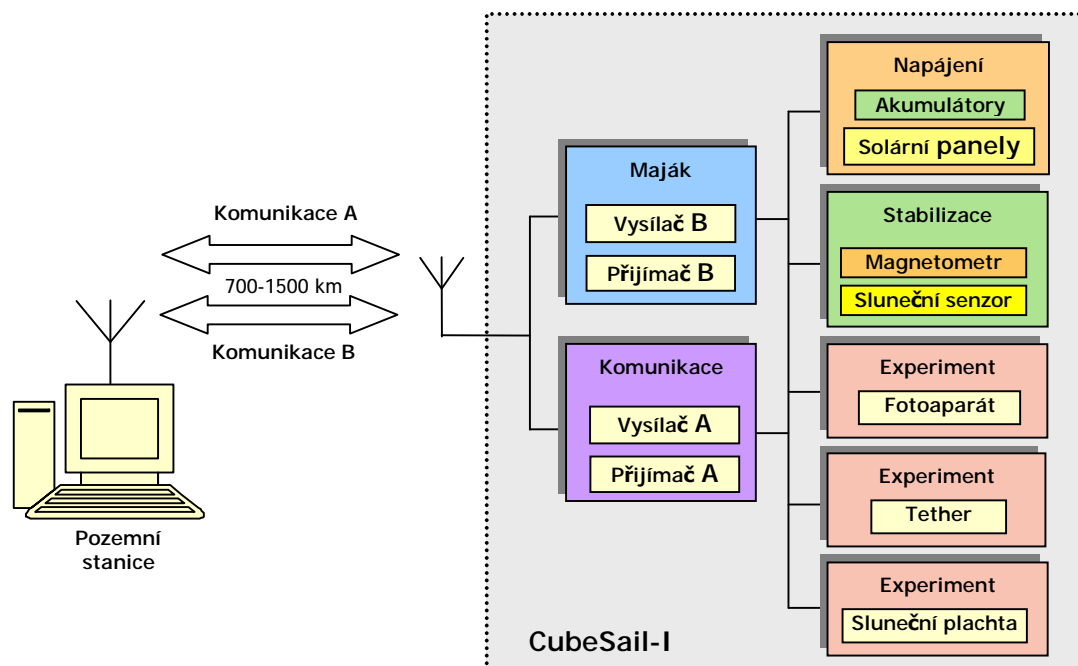 Komunikace A
700-1500 km
Komunikace B
Pozemní
stanice
Maják
Vysílač B
Přijímač B
Komunikace
Vysílač A
Přijímač A
Napájení
Akumulátory
Solární panely
Stabilizace
Magnetometr
Sluneční senzor
Experiment
Fotoaparát
Experiment
Tether
Experiment
Sluneční plachta
CubeSail-I